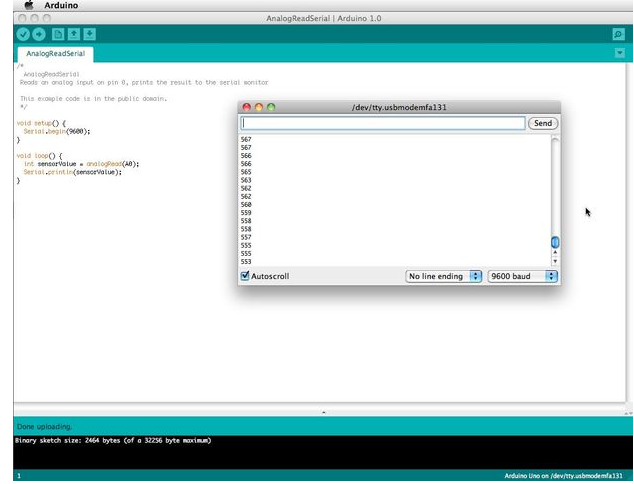 Arduino
AnalogReadSerial | Arduino 1.0
AnalogReadSerial
/*
AnalogReadSerial
Reads an analog input on pin 0, prints the result to the serial monitor
This example code is in the public domain.
*/
void setup() {
Serial.begin(9600);
}
void loop() {
int sensorValue = analogRead(A0);
Serial.println(sensorValue);
}
/dev/tty.usbmodemfa131
Send
567
567
566
566
565
563
562
562
560
559
558
558
557
555
555
553
Autoscroll
No line ending
9600 baud
Done uploading.
Binary sketch size: 2464 bytes (of a 32256 byte maximum)
1
Arduino Uno on /dev/tty.usbmodemfa131